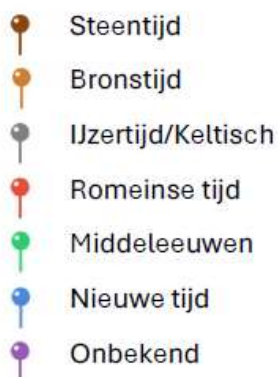 Steentijd
Bronstijd
IJzertijd/Keltisch
Romeinse tijd
Middeleeuwen
Nieuwe tijd
Onbekend